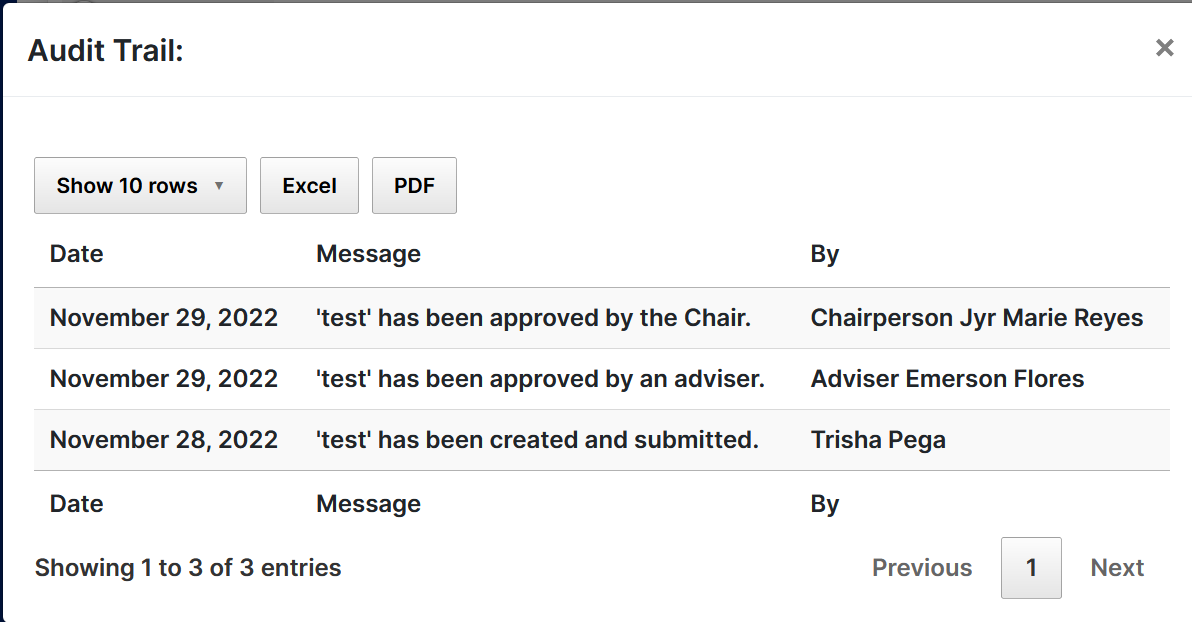 Audit Trail:
×
Show 10 rows ▼ Excel PDF
Date Message By
November 29, 2022 'test' has been approved by the Chair. Chairperson Jyr Marie Reyes
November 29, 2022 'test' has been approved by an adviser. Adviser Emerson Flores
November 28, 2022 'test' has been created and submitted. Trisha Pega
Date Message By
Showing 1 to 3 of 3 entries Previous 1 Next